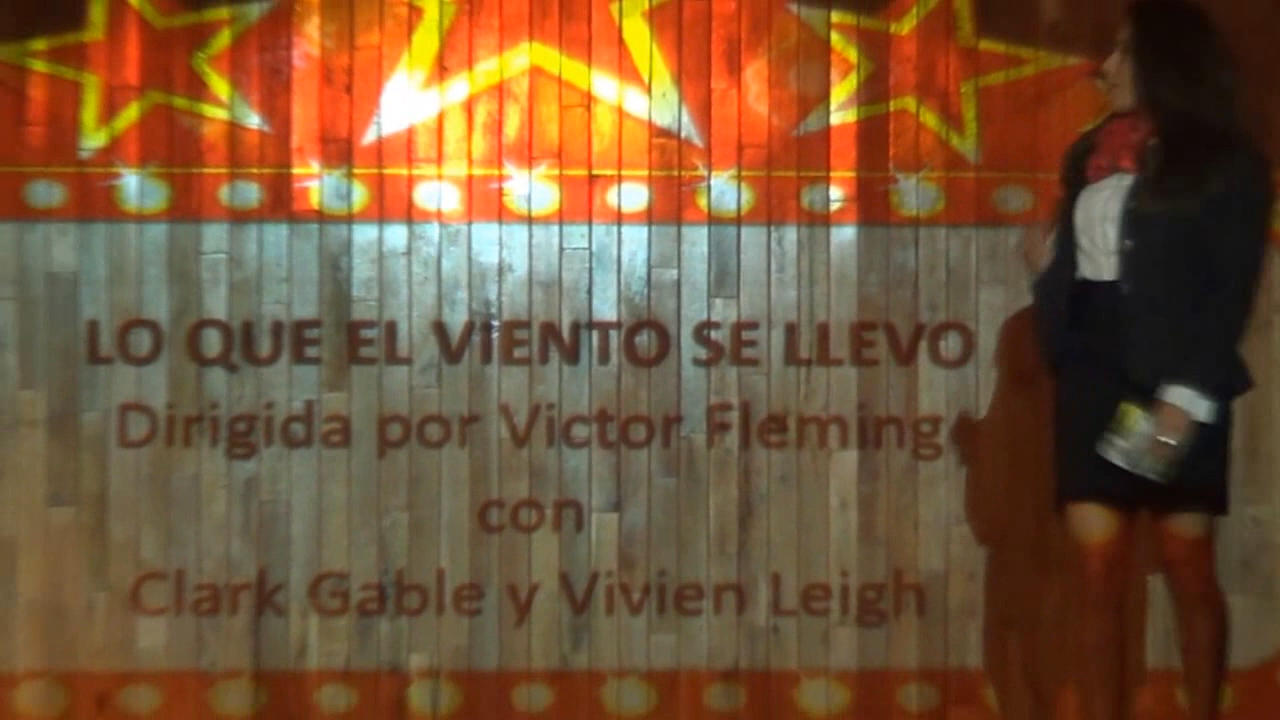 LO QUE EL VIENTO SE LLEVO
Dirigida por Victor Fleming
con
Clark Gable y Vivien Leigh